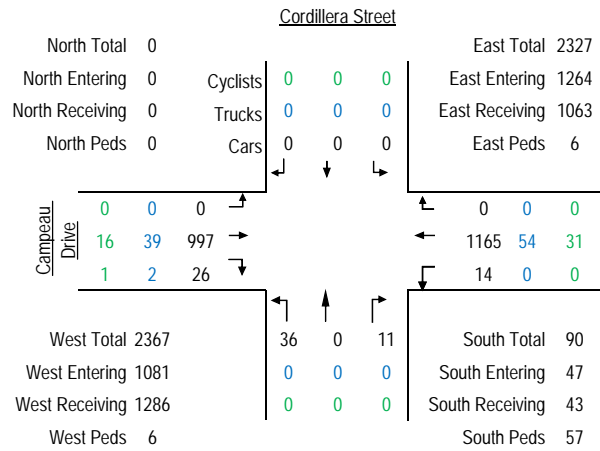 Cordillera Street
North Total 0
East Total 2327
North Entering 0
Cyclists 0 0 0
East Entering 1264
North Receiving 0
Trucks 0 0 0
East Receiving 1063
North Peds 0
Cars 0 0 0
East Peds 6
Campeau
Drive
0 0 0
0 0 0
16 39 997
1165 54 31
1 2 26
14 0 0
West Total 2367
36 0 11
South Total 90
West Entering 1081
0 0 0
South Entering 47
West Receiving 1286
0 0 0
South Receiving 43
West Peds 6
South Peds 57